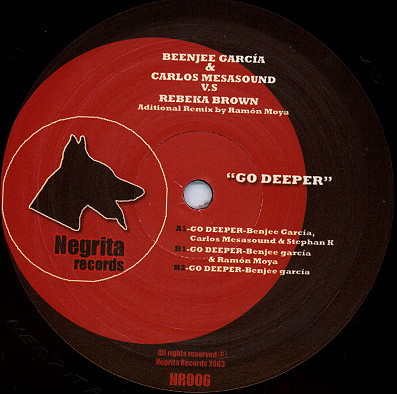 BEENJEE GARCÍA
&
CARLOS MESASOUND
V.S
REBEKA BROWN
Aditional Remix by Ramón Moya
"GO DEEPER"
A1-GO DEEPER-Benjee García,
Carlos Mesasound & Stephan K
B1-GO DEEPER-Benjee garcía
& Ramón Moya
B2-GO DEEPER-Benjee garcía
Negrita
records
All rights reserved ©
Negrita Records 2003
NR006